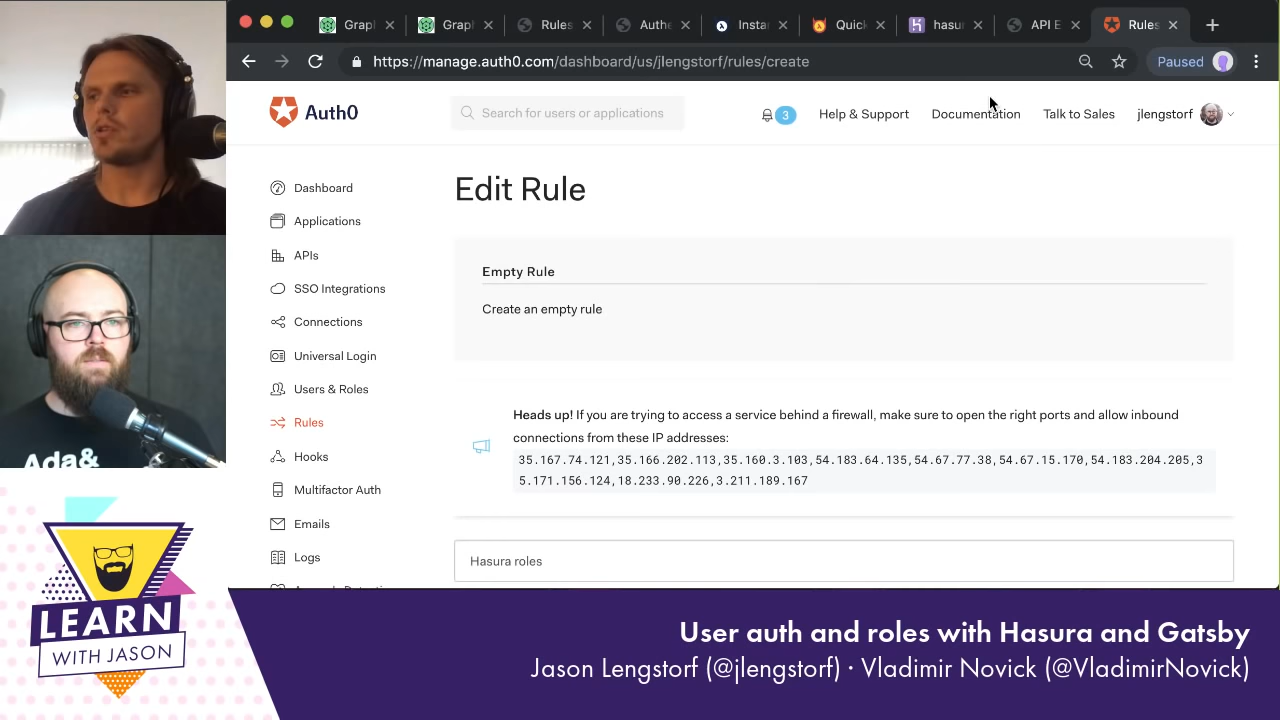 Grap
Grap
Rules
Authe
Instar
Quick
hasu
API E
Rules
https://manage.auth0.com/dashboard/us/jlengstorf/rules/create
Paused
Auth0
Search for users or applications
3
Help & Support
Documentation
Talk to Sales
jlengstorf
Edit Rule
Dashboard
Applications
APIs
SSO Integrations
Connections
Universal Login
Users & Roles
Rules
Hooks
Multifactor Auth
Emails
Logs
Empty Rule
Create an empty rule
Heads up! If you are trying to access a service behind a firewall, make sure to open the right ports and allow inbound
connections from these IP addresses:
35.167.74.121,35.166.202.113,35.160.3.103,54.183.64.135,54.67.77.38,54.67.15.170,54.183.204.205,3
5.171.156.124,18.233.90.226,3.211.189.167
Hasura roles
Ada&
LEARN
WITH JASON
User auth and roles with Hasura and Gatsby
Jason Lengstorf (@jlengstorf) · Vladimir Novick (@VladimirNovick)